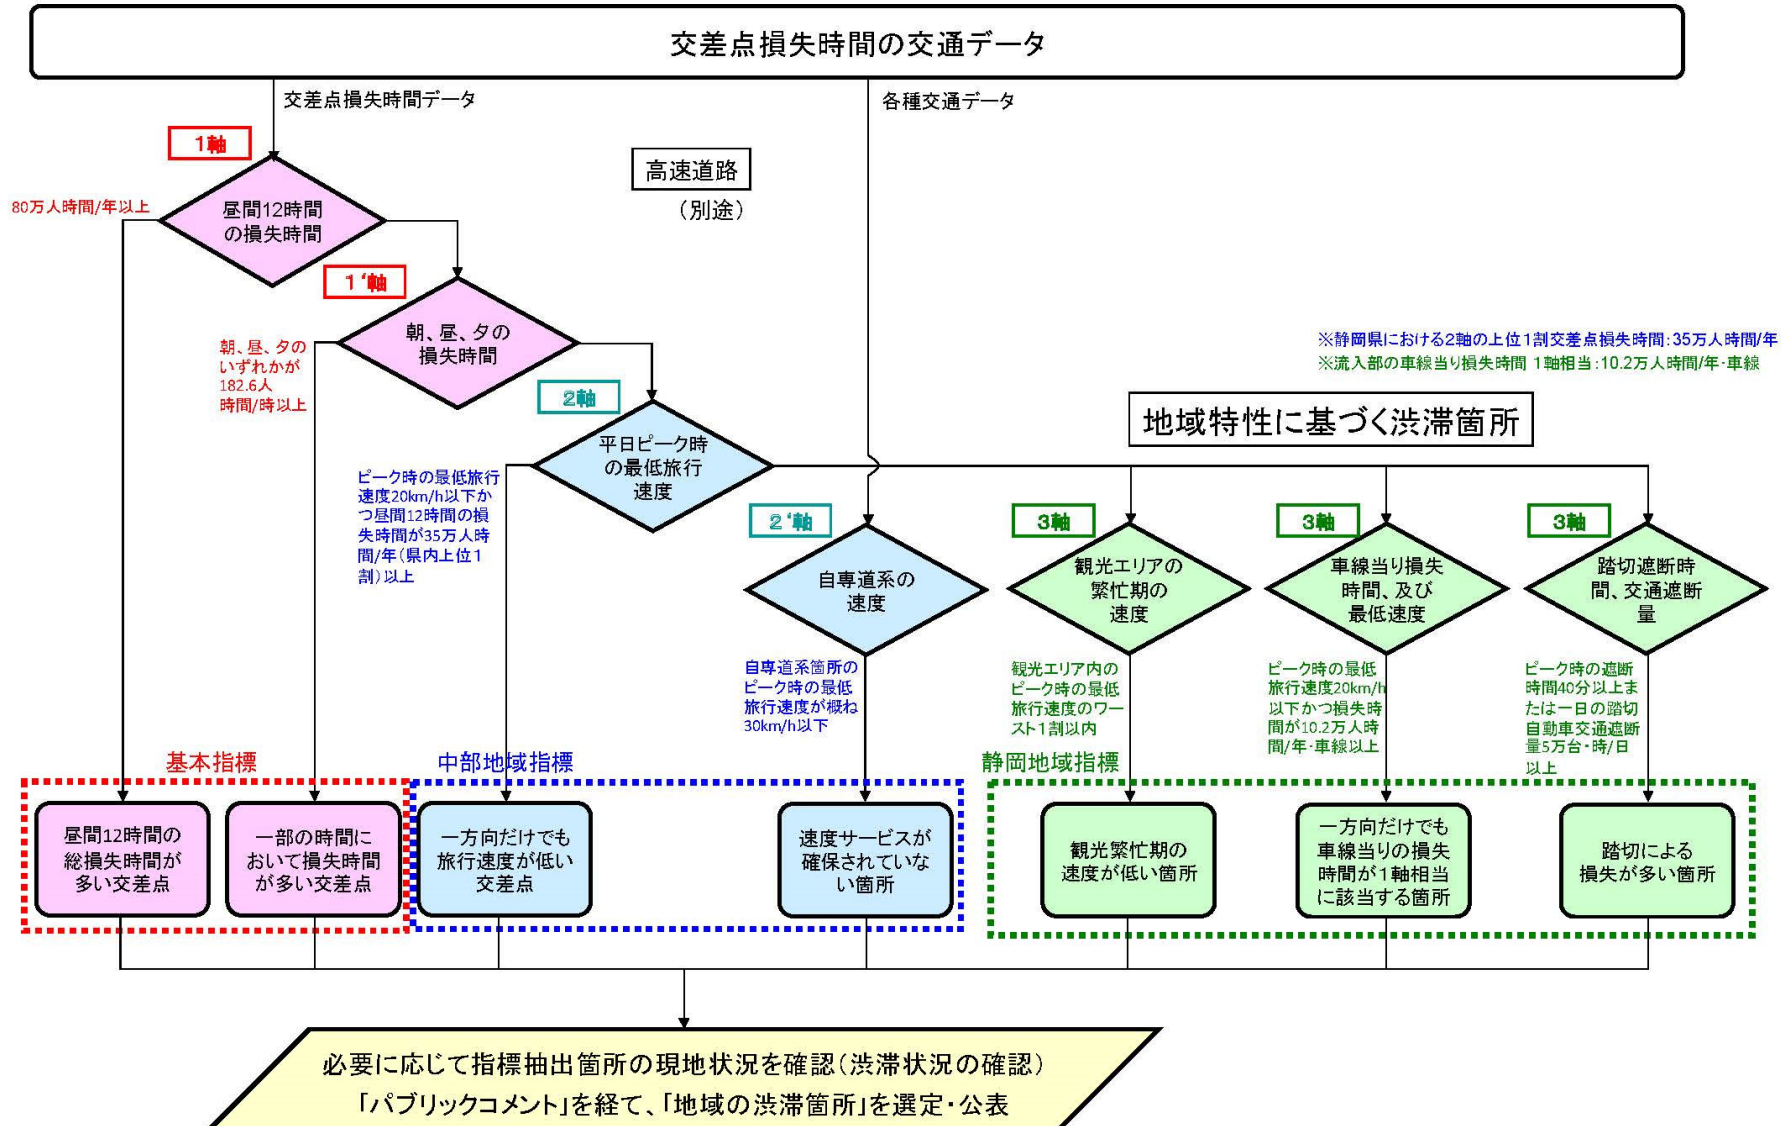 交差点損失時間の交通データ
交差点損失時間データ
各種交通データ
1軸
高速道路
（別途）
80万人時間/年以上
昼間12時間
の損失時間
1‘軸
朝、昼、夕の
損失時間
朝、昼、夕の
いずれかが
182.6人
時間/時以上
※静岡県における2軸の上位1割交差点損失時間：35万人時間/年
※流入部の車線当り損失時間 1軸相当：10.2万人時間/年・車線
2軸
地域特性に基づく渋滞箇所
平日ピーク時
の最低旅行
速度
ピーク時の最低旅行
速度20km/h以下か
つ昼間12時間の損
失時間が35万人時
間/年（県内上位1
割）以上
2‘軸
自専道系の
速度
3軸
観光エリアの
繁忙期の
速度
3軸
車線当り損失
時間、及び
最低速度
3軸
踏切遮断時
間、交通遮断
量
自専道系箇所の
ピーク時の最低
旅行速度が概ね
30km/h以下
観光エリア内の
ピーク時の最低
旅行速度のワー
スト1割以内
ピーク時の最低
旅行速度20km/h
以下かつ損失時
間が10.2万人時
間/年・車線以上
ピーク時の遮断
時間40分以上ま
たは一日の踏切
自動車交通遮断
量5万台・時/日
以上
基本指標
中部地域指標
静岡地域指標
昼間12時間の
総損失時間が
多い交差点
一部の時間に
おいて損失時間
が多い交差点
一方向だけでも
旅行速度が低い
交差点
速度サービスが
確保されていな
い箇所
観光繁忙期の
速度が低い箇所
一方向だけでも
車線当りの損失
時間が1軸相当
に該当する箇所
踏切による
損失が多い箇所
必要に応じて指標抽出箇所の現地状況を確認（渋滞状況の確認）
「パブリックコメント」を経て、「地域の渋滞箇所」を選定・公表